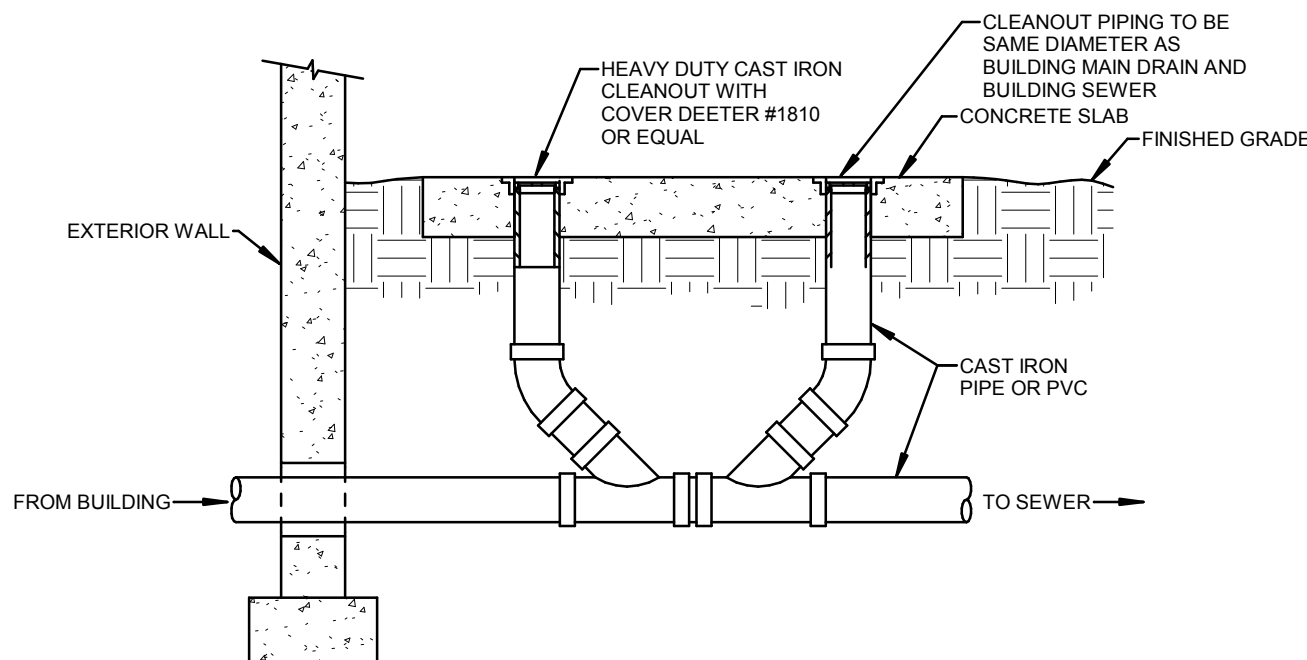 CLEANOUT PIPING TO BE
SAME DIAMETER AS
BUILDING MAIN DRAIN AND
BUILDING SEWER
HEAVY DUTY CAST IRON
CLEANOUT WITH
COVER DEETER #1810
OR EQUAL
CONCRETE SLAB
FINISHED GRADE
EXTERIOR WALL
CAST IRON
PIPE OR PVC
FROM BUILDING
TO SEWER